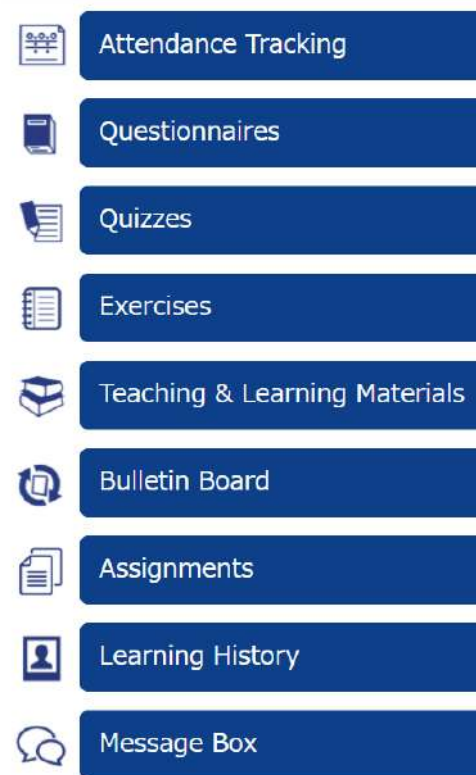 Attendance Tracking
Questionnaires
Quizzes
Exercises
Teaching & Learning Materials
Bulletin Board
Assignments
Learning History
Message Box